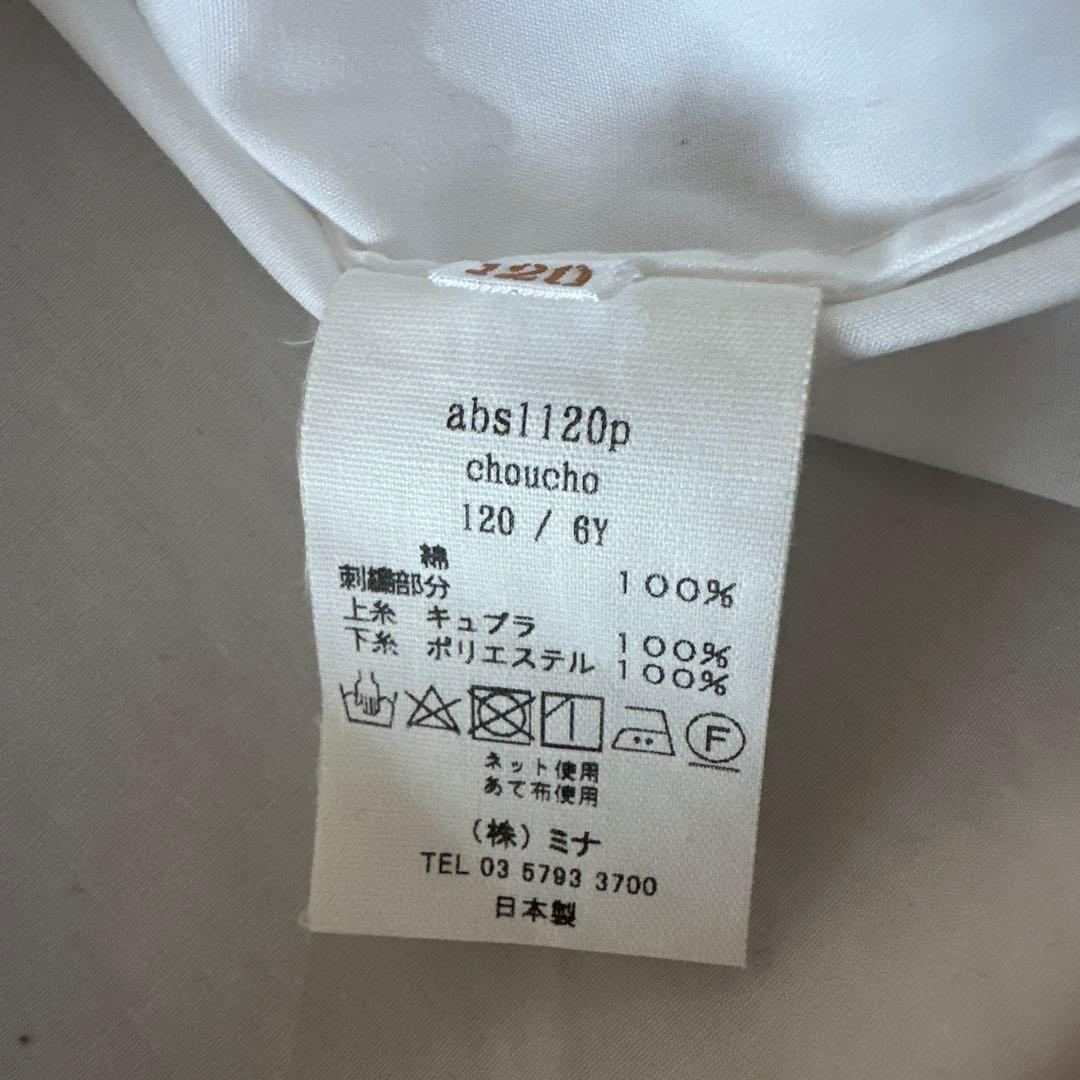 120
abs1120p
choucho
120 / 6Y
綿 100%
刺繍部分
上糸 キュプラ 100%
下糸 ポリエステル 100%
F
ネット使用
あて布使用
(株)ミナ
TEL 03 5793 3700
日本製